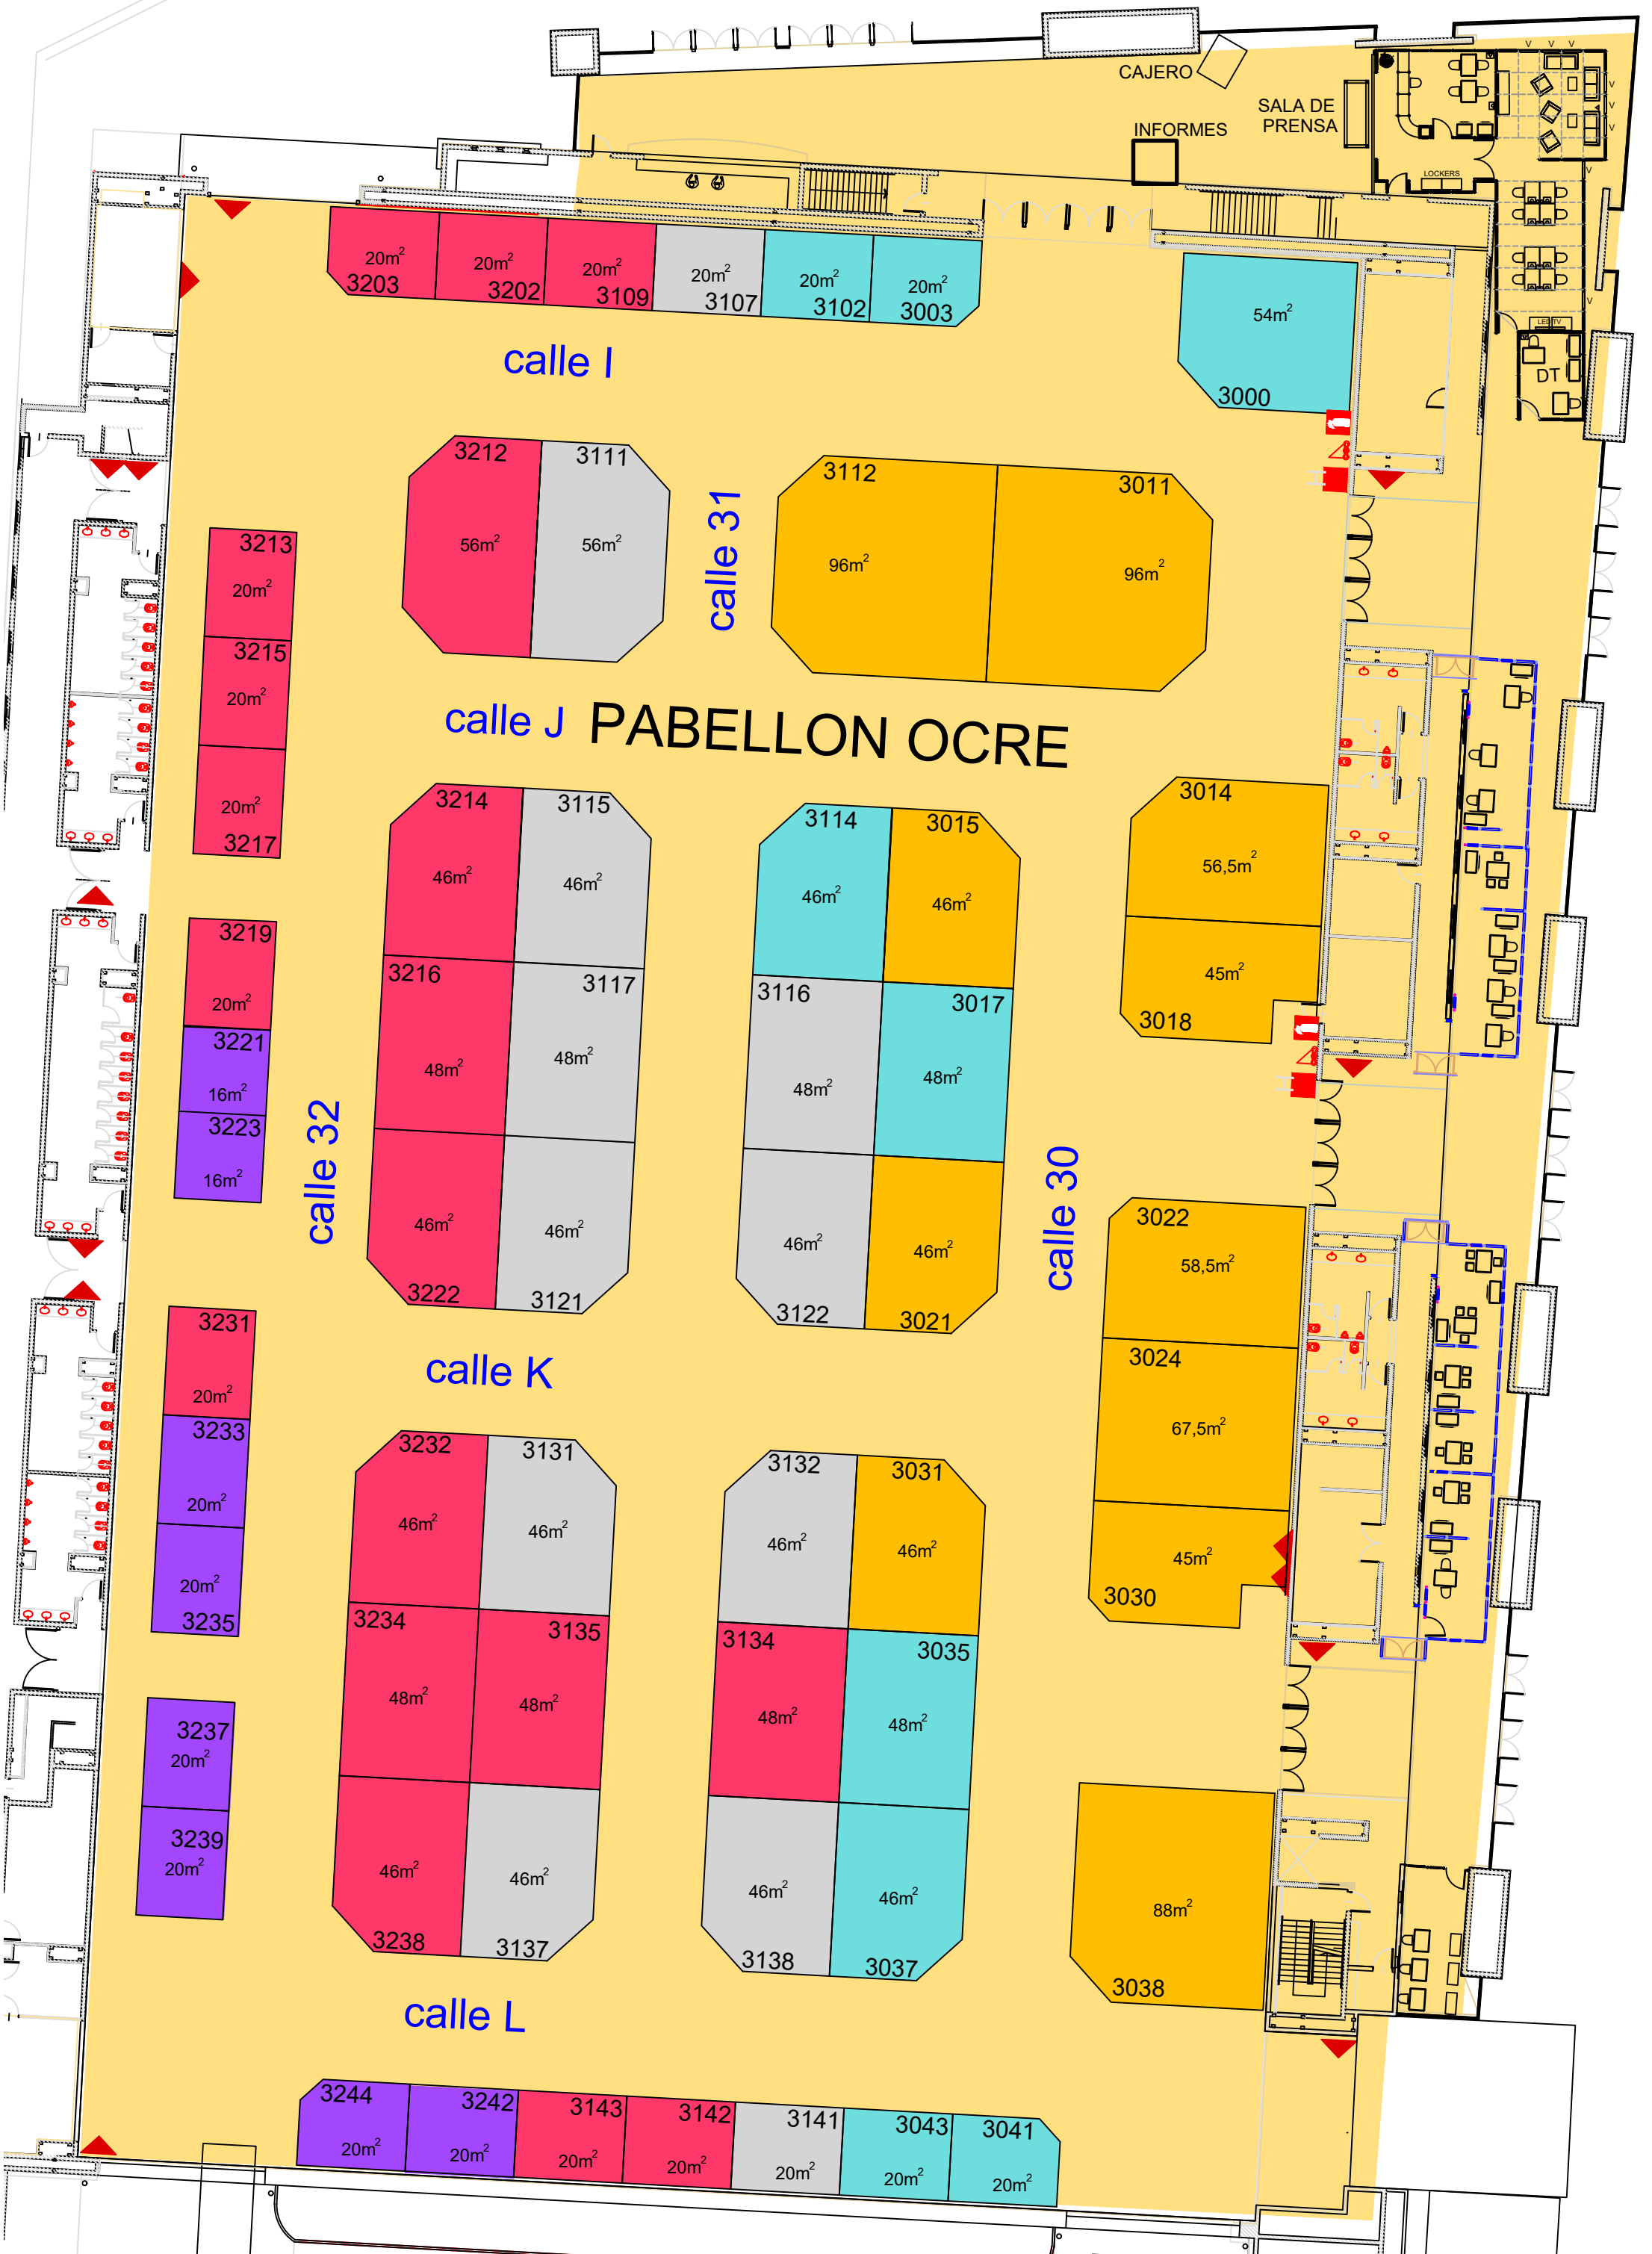 CAJERO
SALA DE
PRENSA
INFORMES
LOCKERS
LED TV
DT
V V V
V
V
V
V
V
V
20m²
3203
20m²
3202
20m²
3109
20m²
3107
20m²
3102
20m²
3003
54m²
3000
calle I
3212
56m²
3111
56m²
calle 31
3112
96m²
3011
96m²
3213
20m²
3215
20m²
20m²
3217
calle J
PABELLON OCRE
3214
46m²
3115
46m²
3114
46m²
3015
46m²
3014
56,5m²
3219
20m²
3216
48m²
3117
48m²
3116
48m²
3017
48m²
45m²
3018
3221
16m²
3223
16m²
calle 32
46m²
3222
46m²
3121
46m²
3122
46m²
3021
calle 30
3022
58,5m²
3231
20m²
calle K
3024
67,5m²
3233
20m²
20m²
3235
3232
46m²
3131
46m²
3132
46m²
3031
46m²
45m²
3030
3234
48m²
3135
48m²
3134
48m²
3035
48m²
3237
20m²
3239
20m²
46m²
3238
46m²
3137
46m²
3138
46m²
3037
88m²
3038
calle L
3244
20m²
3242
20m²
3143
20m²
3142
20m²
3141
20m²
3043
20m²
3041
20m²